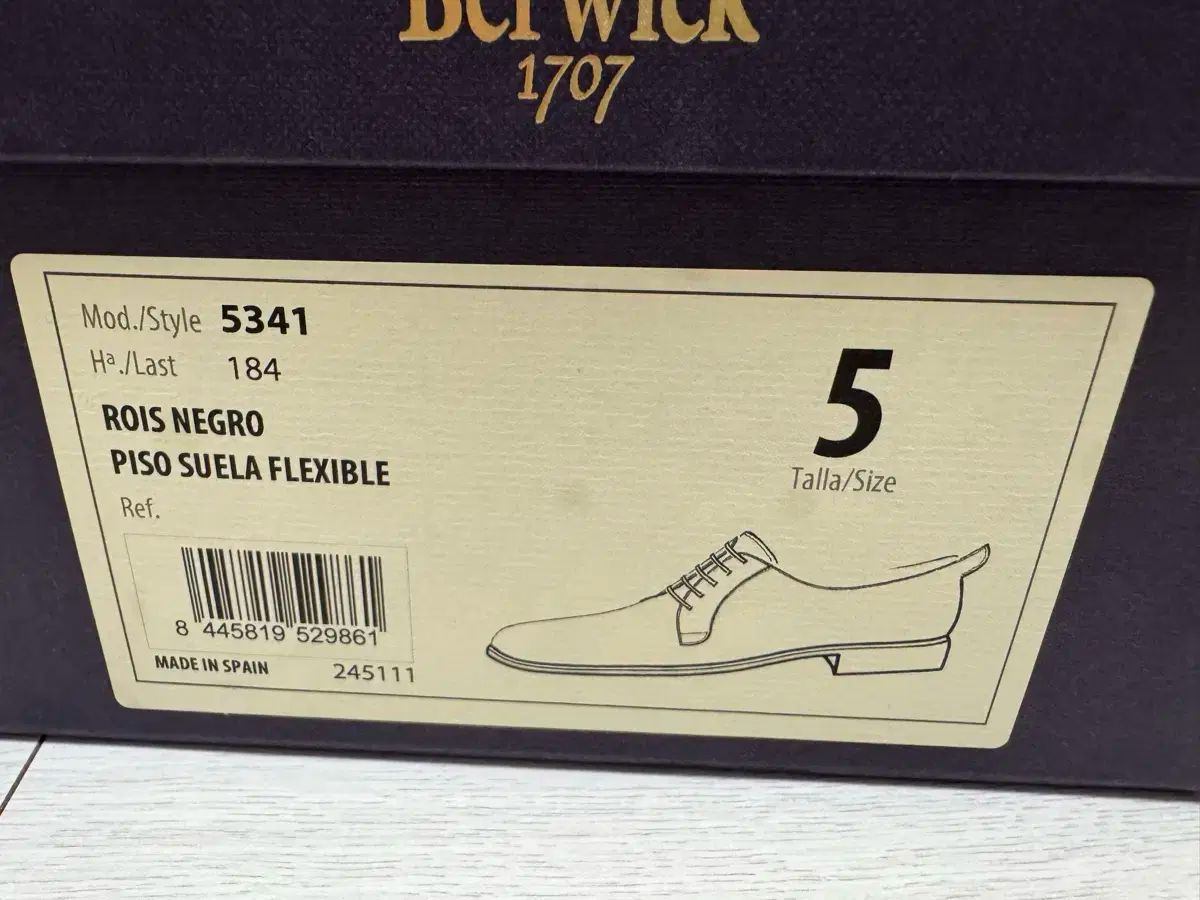 Berwick
1707
Mod./Style 5341
Hª./Last 184
ROIS NEGRO
PISO SUELA FLEXIBLE
Ref.
5
Talla/Size
8 445819 529861
MADE IN SPAIN 245111